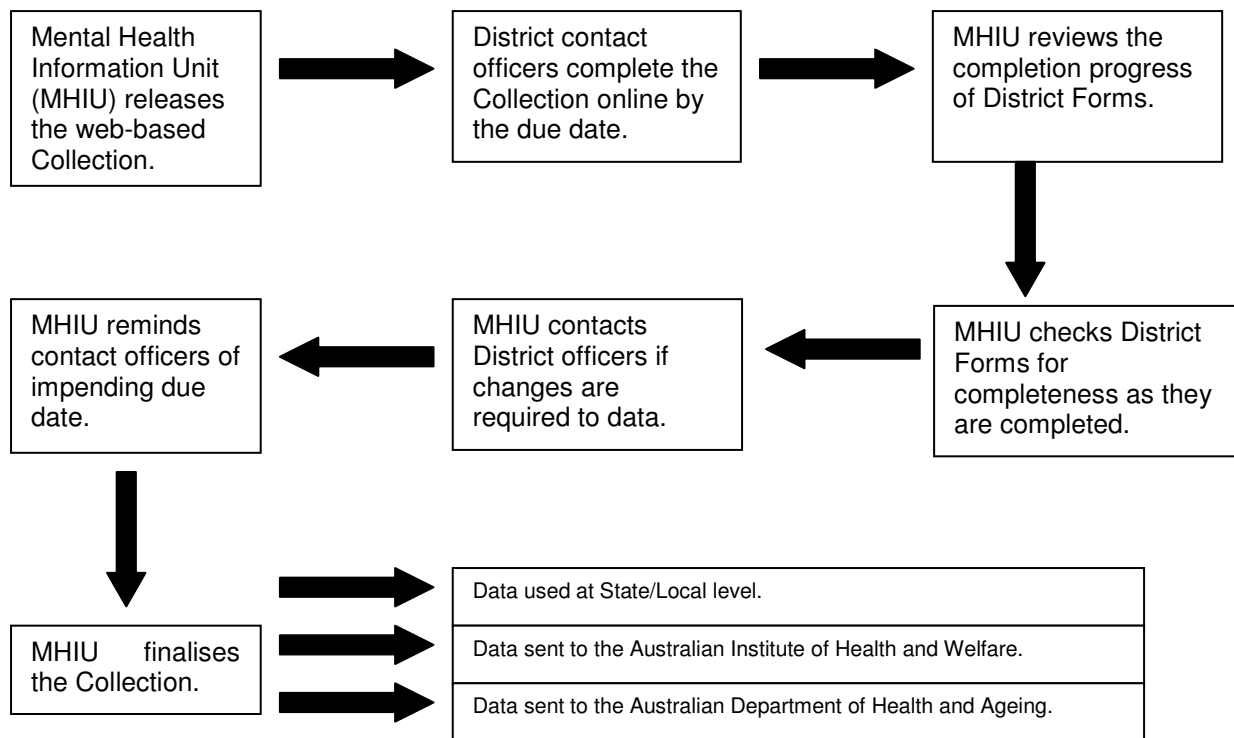 Mental Health
Information Unit
(MHIU) releases
the web-based
Collection.
District contact
officers complete the
Collection online by
the due date.
MHIU reviews the
completion progress
of District Forms.
MHIU checks District
Forms for
completeness as they
are completed.
MHIU contacts
District officers if
changes are
required to data.
MHIU reminds
contact officers of
impending due
date.
MHIU finalises
the Collection.
Data used at State/Local level.
Data sent to the Australian Institute of Health and Welfare.
Data sent to the Australian Department of Health and Ageing.